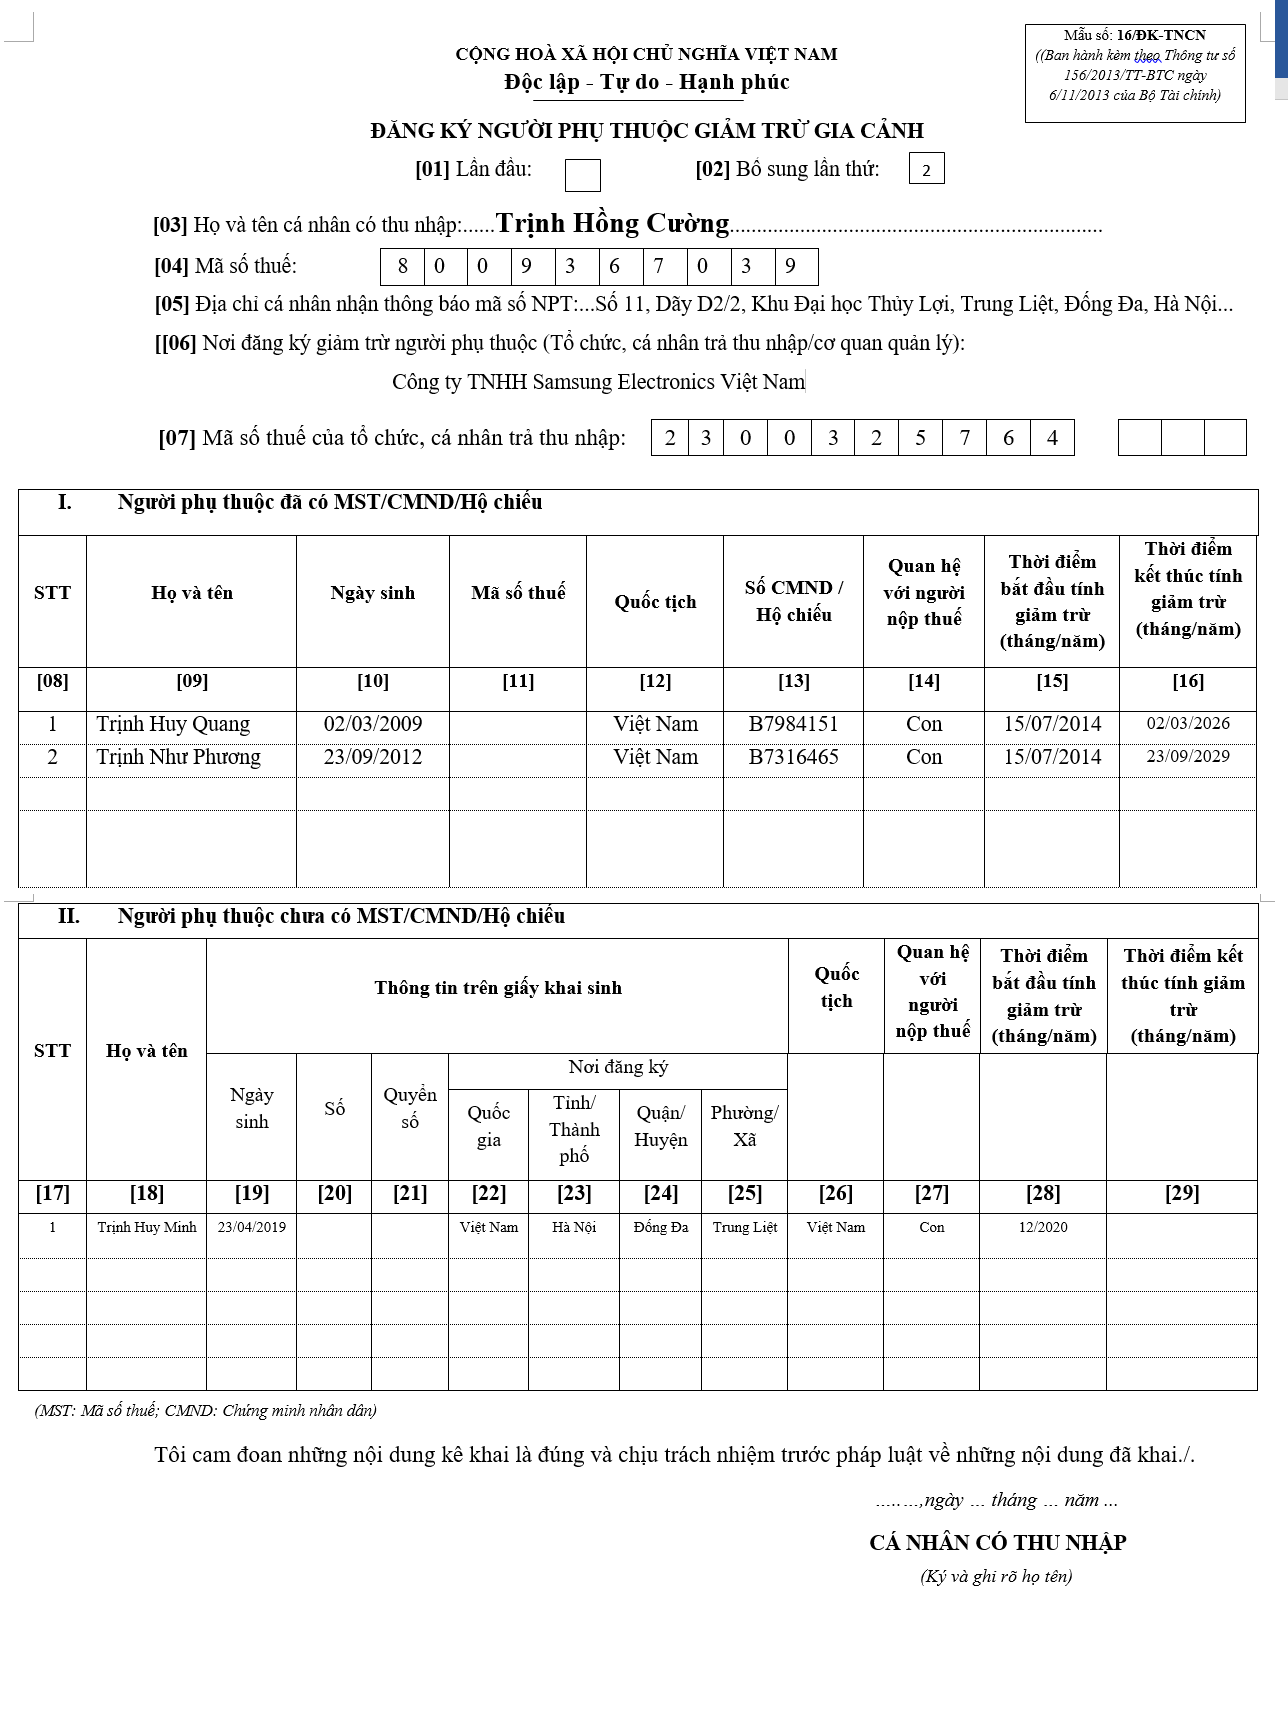 Mẫu số: 16/ĐK-TNCN
((Ban hành kèm theo Thông tư số
156/2013/TT-BTC ngày
6/11/2013 của Bộ Tài chính)
CỘNG HOÀ XÃ HỘI CHỦ NGHĨA VIỆT NAM
Độc lập - Tự do - Hạnh phúc
ĐĂNG KÝ NGƯỜI PHỤ THUỘC GIẢM TRỪ GIA CẢNH
[01] Lần đầu: [02] Bổ sung lần thứ: 2
[03] Họ và tên cá nhân có thu nhập:......Trịnh Hồng Cường....................................................................
[04] Mã số thuế: 8 0 0 9 3 6 7 0 3 9
[05] Địa chỉ cá nhân nhận thông báo mã số NPT:...Số 11, Dãy D2/2, Khu Đại học Thủy Lợi, Trung Liệt, Đống Đa, Hà Nội...
[[06] Nơi đăng ký giảm trừ người phụ thuộc (Tổ chức, cá nhân trả thu nhập/cơ quan quản lý):
Công ty TNHH Samsung Electronics Việt Nam
[07] Mã số thuế của tổ chức, cá nhân trả thu nhập: 2 3 0 0 3 2 5 7 6 4
I. Người phụ thuộc đã có MST/CMND/Hộ chiếu
STT Họ và tên Ngày sinh Mã số thuế Quốc tịch Số CMND / Hộ chiếu Quan hệ với người nộp thuế Thời điểm bắt đầu tính giảm trừ (tháng/năm) Thời điểm kết thúc tính giảm trừ (tháng/năm)
[08] [09] [10] [11] [12] [13] [14] [15] [16]
1 Trịnh Huy Quang 02/03/2009 Việt Nam B7984151 Con 15/07/2014 02/03/2026
2 Trịnh Như Phương 23/09/2012 Việt Nam B7316465 Con 15/07/2014 23/09/2029
II. Người phụ thuộc chưa có MST/CMND/Hộ chiếu
STT Họ và tên Thông tin trên giấy khai sinh Quốc tịch Quan hệ với người nộp thuế Thời điểm bắt đầu tính giảm trừ (tháng/năm) Thời điểm kết thúc tính giảm trừ (tháng/năm)
Ngày sinh Số Quyển số Nơi đăng ký
Quốc gia Tỉnh/ Thành phố Quận/ Huyện Phường/ Xã
[17] [18] [19] [20] [21] [22] [23] [24] [25] [26] [27] [28] [29]
1 Trịnh Huy Minh 23/04/2019 Việt Nam Hà Nội Đống Đa Trung Liệt Việt Nam Con 12/2020
(MST: Mã số thuế; CMND: Chứng minh nhân dân)
Tôi cam đoan những nội dung kê khai là đúng và chịu trách nhiệm trước pháp luật về những nội dung đã khai./.
........,ngày ... tháng ... năm ...
CÁ NHÂN CÓ THU NHẬP
(Ký và ghi rõ họ tên)